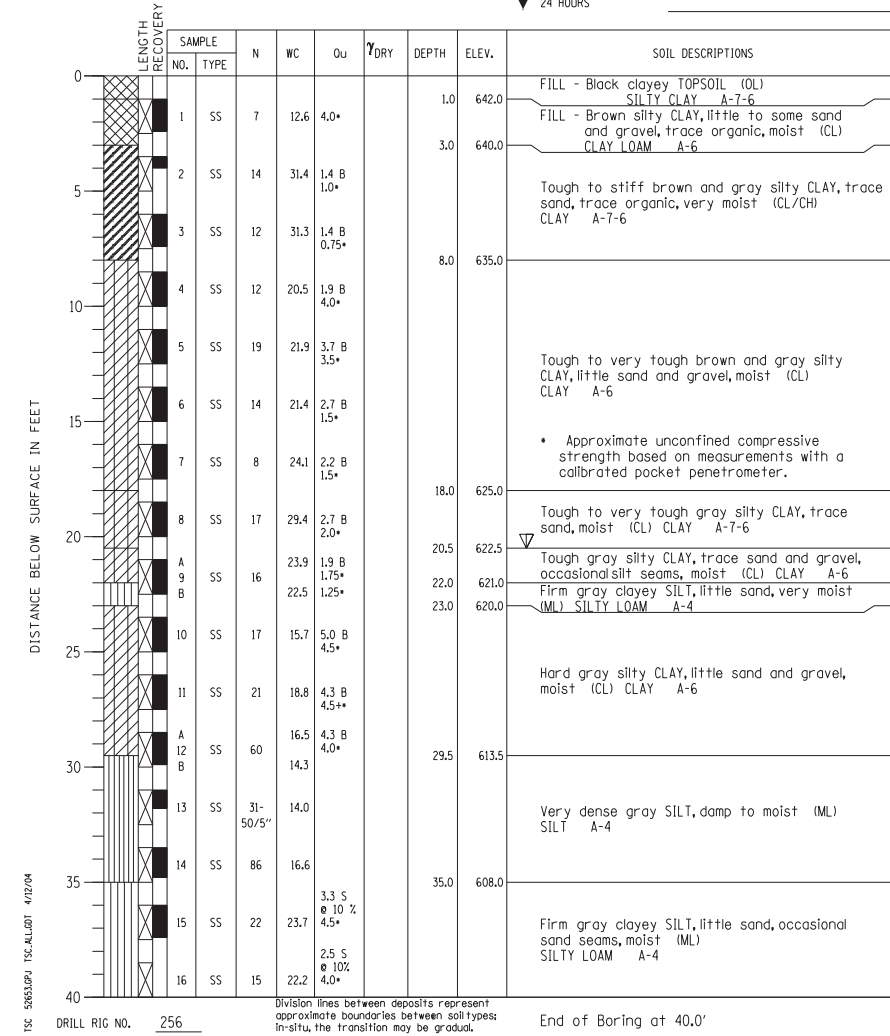 24 HOURS
LENGTH
RECOVERY
SAMPLE
NO. TYPE N WC Qu γDRY DEPTH ELEV. SOIL DESCRIPTIONS
DISTANCE BELOW SURFACE IN FEET
0
FILL - Black clayey TOPSOIL (OL)
1.0 642.0 SILTY CLAY A-7-6
1 SS 7 12.6 4.0* FILL - Brown silty CLAY, little to some sand
and gravel, trace organic, moist (CL)
3.0 640.0 CLAY LOAM A-6
2 SS 14 31.4 1.4 B
1.0*
5
Tough to stiff brown and gray silty CLAY, trace
sand, trace organic, very moist (CL/CH)
CLAY A-7-6
3 SS 12 31.3 1.4 B
0.75*
8.0 635.0
4 SS 12 20.5 1.9 B
4.0*
10
5 SS 19 21.9 3.7 B
3.5*
Tough to very tough brown and gray silty
CLAY, little sand and gravel, moist (CL)
CLAY A-6
6 SS 14 21.4 2.7 B
1.5*
15
* Approximate unconfined compressive
strength based on measurements with a
calibrated pocket penetrometer.
7 SS 8 24.1 2.2 B
1.5*
18.0 625.0
8 SS 17 29.4 2.7 B
2.0*
Tough to very tough gray silty CLAY, trace
sand, moist (CL) CLAY A-7-6
20
20.5 622.5
A 23.9 1.9 B
9 SS 16 1.75*
B 22.5 1.25*
Tough gray silty CLAY, trace sand and gravel,
occasional silt seams, moist (CL) CLAY A-6
22.0 621.0
Firm gray clayey SILT, little sand, very moist
23.0 620.0 (ML) SILTY LOAM A-4
10 SS 17 15.7 5.0 B
4.5*
25
11 SS 21 18.8 4.3 B
4.5+*
Hard gray silty CLAY, little sand and gravel,
moist (CL) CLAY A-6
A 16.5 4.3 B
12 SS 60 4.0*
B 14.3
29.5 613.5
30
13 SS 31- 14.0
50/5"
Very dense gray SILT, damp to moist (ML)
SILT A-4
14 SS 86 16.6
35
35.0 608.0
3.3 S
@ 10 %
15 SS 22 23.7 4.5*
Firm gray clayey SILT, little sand, occasional
sand seams, moist (ML)
SILTY LOAM A-4
2.5 S
@ 10%
16 SS 15 22.2 4.0*
40
Division lines between deposits represent
approximate boundaries between soil types;
in-situ, the transition may be gradual.
End of Boring at 40.0'
DRILL RIG NO. 256
TSC 52653.GPJ TSC_ALL.GDT 4/12/04